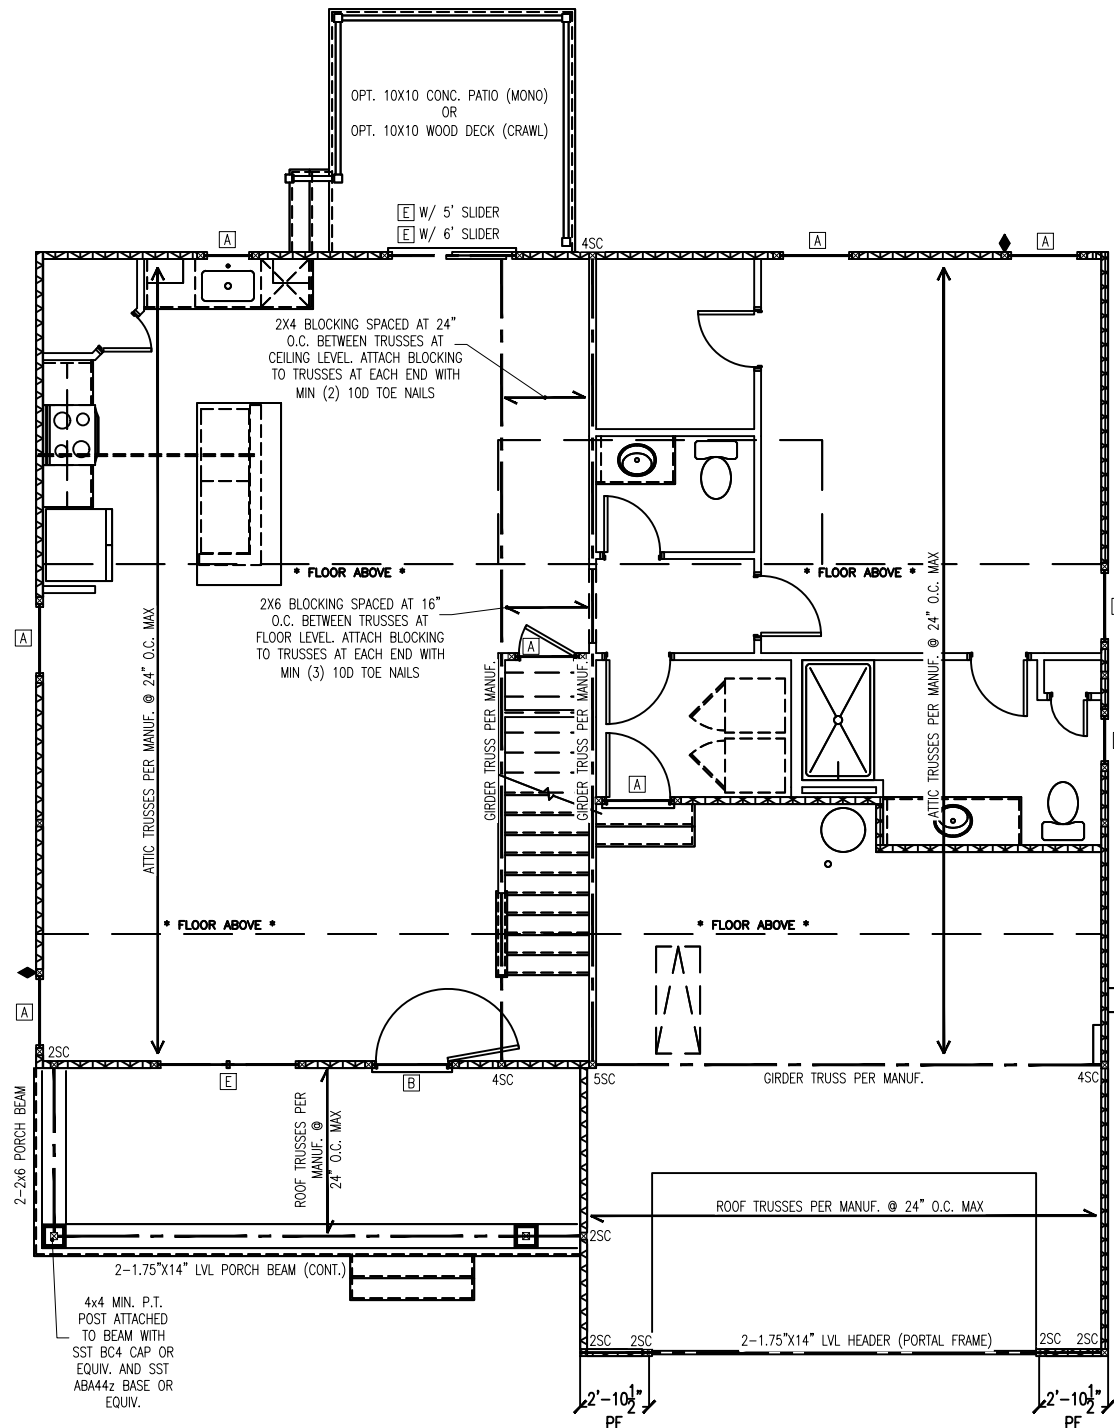 OPT. 10X10 CONC. PATIO (MONO)
OR
OPT. 10X10 WOOD DECK (CRAWL)
E W/ 5' SLIDER
E W/ 6' SLIDER
A
4SC
A
A
2X4 BLOCKING SPACED AT 24"
O.C. BETWEEN TRUSSES AT
CEILING LEVEL. ATTACH BLOCKING
TO TRUSSES AT EACH END WITH
MIN (2) 10D TOE NAILS
* FLOOR ABOVE *
* FLOOR ABOVE *
2X6 BLOCKING SPACED AT 16"
O.C. BETWEEN TRUSSES AT
FLOOR LEVEL. ATTACH BLOCKING
TO TRUSSES AT EACH END WITH
MIN (3) 10D TOE NAILS
A
A
ATTIC TRUSSES PER MANUF. @ 24" O.C. MAX
GIRDER TRUSS PER MANUF.
GIRDER TRUSS PER MANUF.
ATTIC TRUSSES PER MANUF. @ 24" O.C. MAX
A
* FLOOR ABOVE *
* FLOOR ABOVE *
A
2SC
E
B
4SC
5SC
GIRDER TRUSS PER MANUF.
4SC
2-2x6 PORCH BEAM
ROOF TRUSSES PER
MANUF. @
24" O.C. MAX
ROOF TRUSSES PER MANUF. @ 24" O.C. MAX
2SC
2-1.75"X14" LVL PORCH BEAM (CONT.)
4x4 MIN. P.T.
POST ATTACHED
TO BEAM WITH
SST BC4 CAP OR
EQUIV. AND SST
ABA44z BASE OR
EQUIV.
2SC
2SC
2-1.75"X14" LVL HEADER (PORTAL FRAME)
2SC
2SC
2'-10 1/2"
PF
2'-10 1/2"
PF